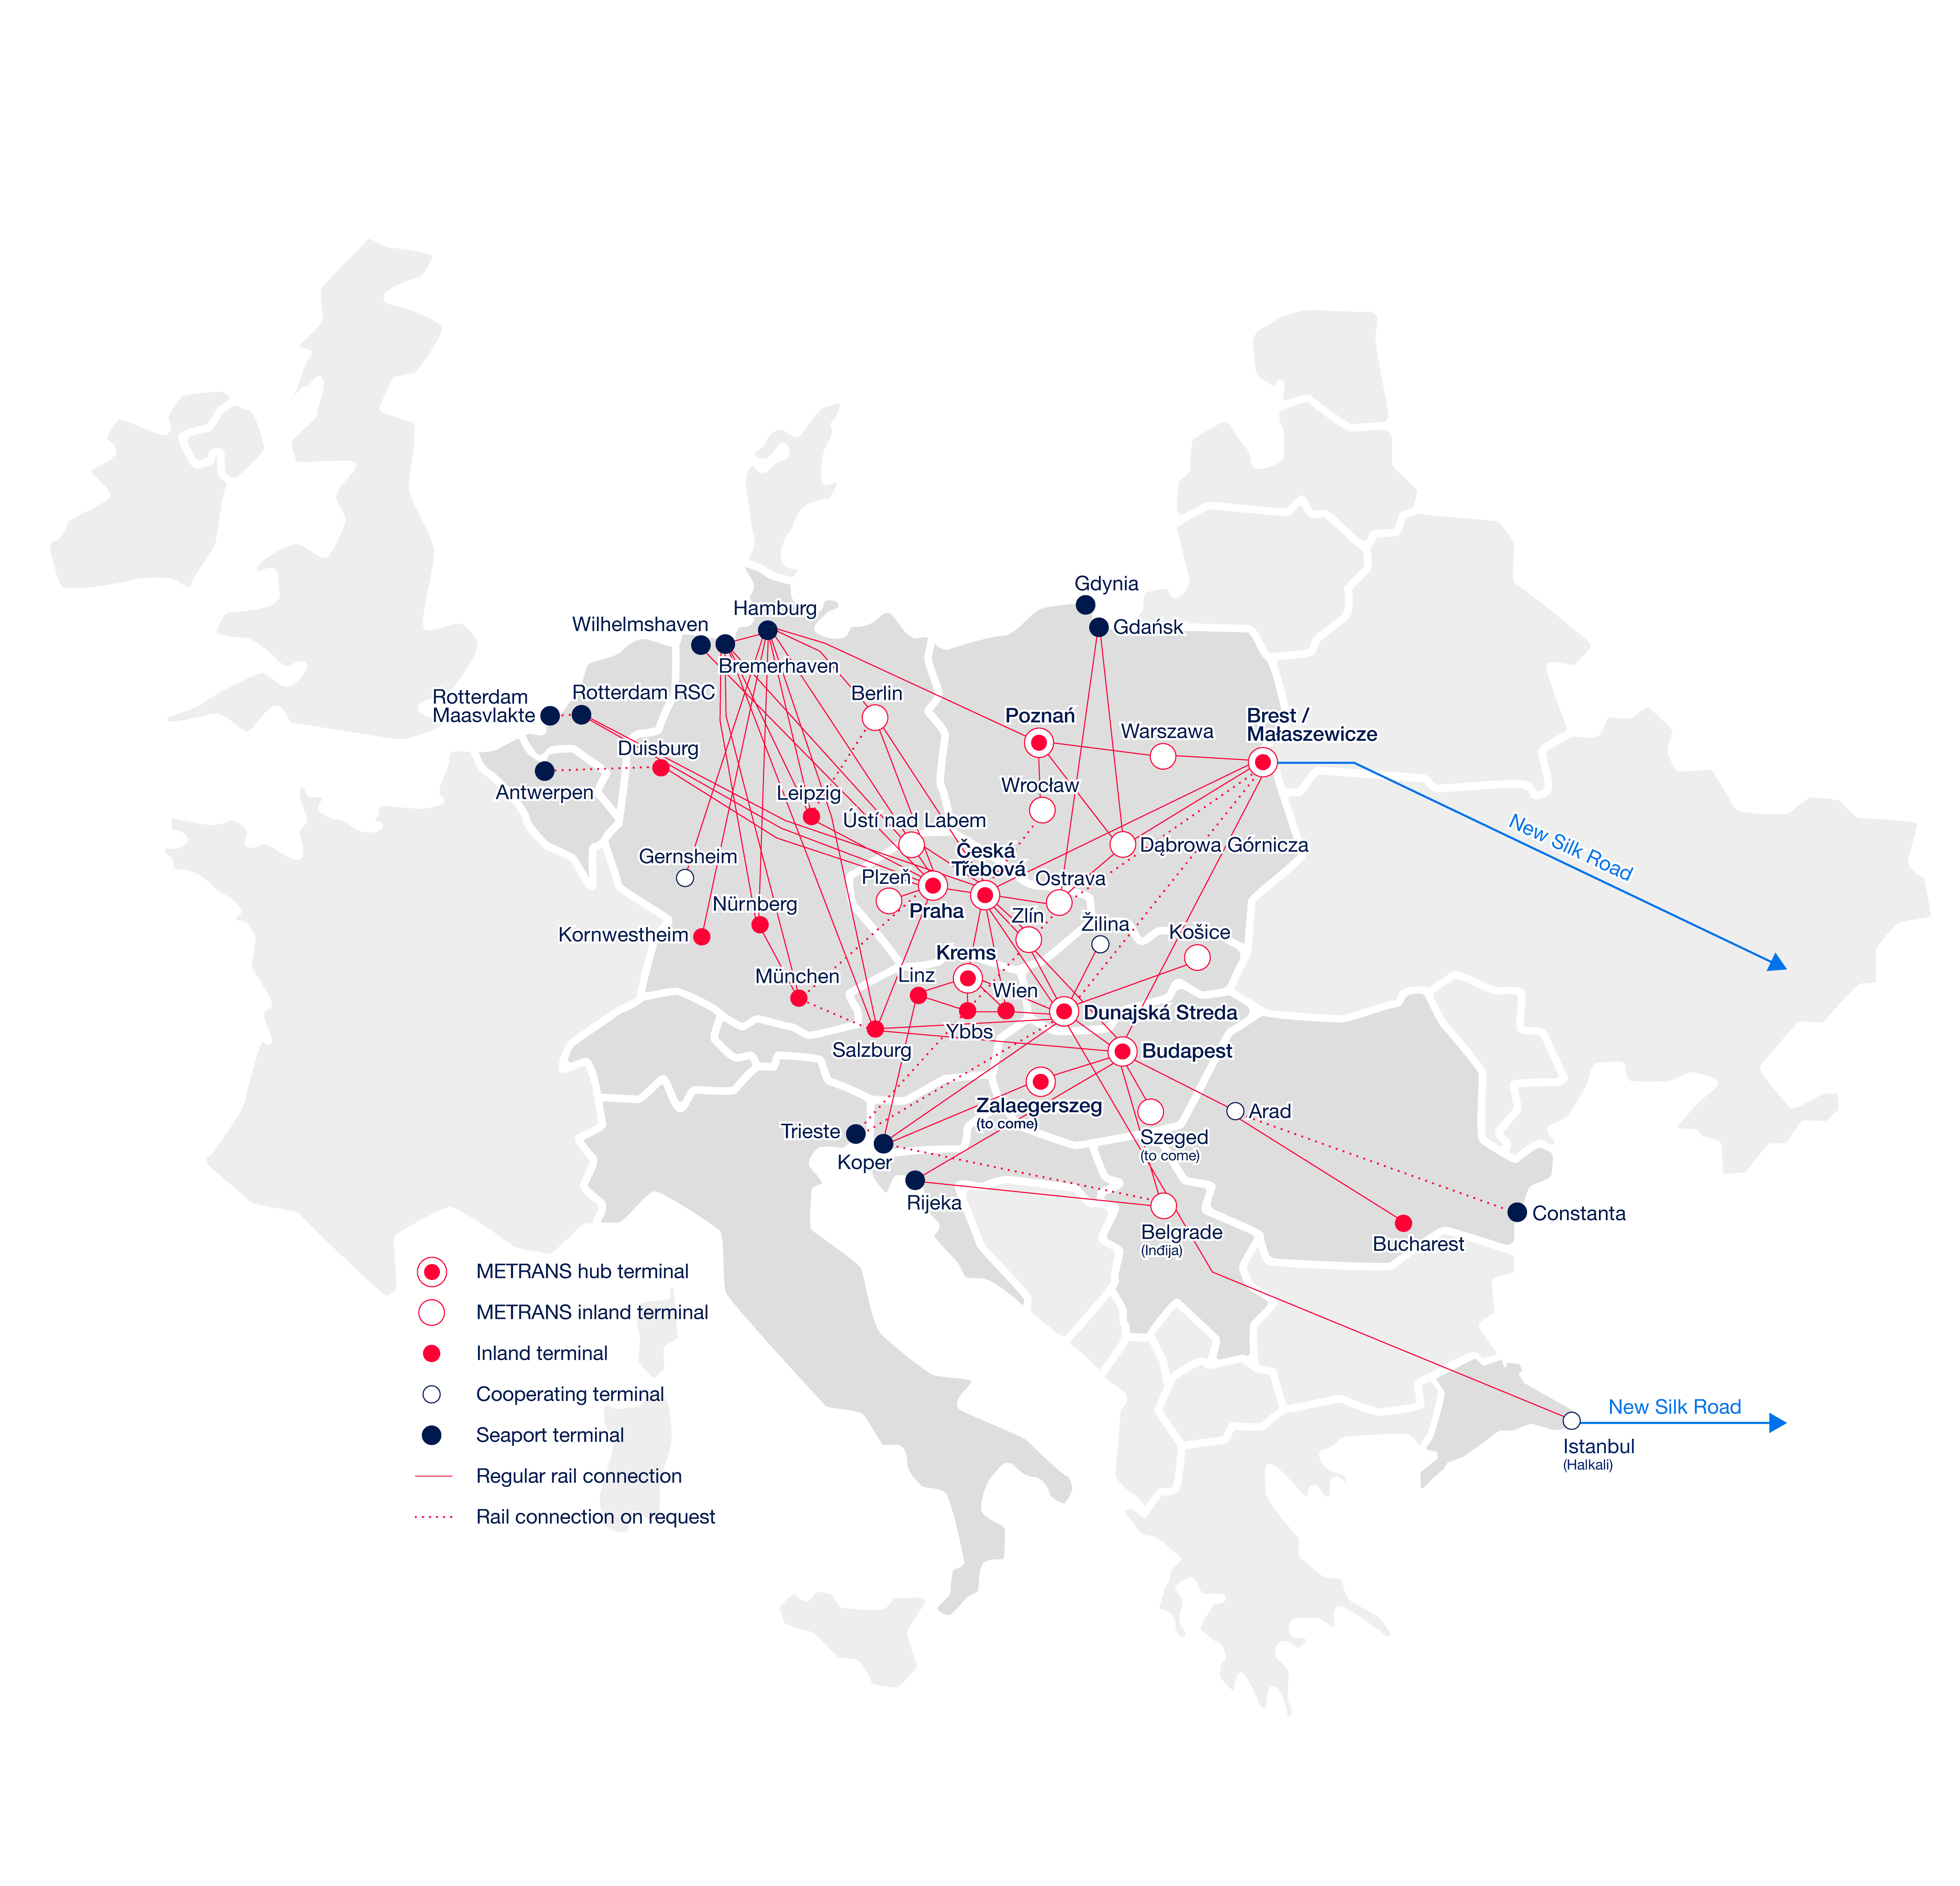 Gdynia
Hamburg
Wilhelmshaven
Gdańsk
Bremerhaven
Rotterdam
Maasvlakte
Rotterdam RSC
Berlin
Poznań
Brest /
Małaszewicze
Warszawa
Duisburg
Antwerpen
Leipzig
Wrocław
Ústí nad Labem
Česká
Třebová
Dąbrowa Górnicza
New Silk Road
Gernsheim
Plzeň
Ostrava
Nürnberg
Praha
Zlín
Žilina
Košice
Kornwestheim
Krems
München
Linz
Wien
Dunajská Streda
Ybbs
Salzburg
Budapest
Zalaegerszeg
(to come)
Arad
Trieste
Szeged
(to come)
Koper
Rijeka
Constanta
Belgrade
(Inđija)
Bucharest
METRANS hub terminal
METRANS inland terminal
Inland terminal
Cooperating terminal
Seaport terminal
Regular rail connection
Rail connection on request
New Silk Road
Istanbul
(Halkali)